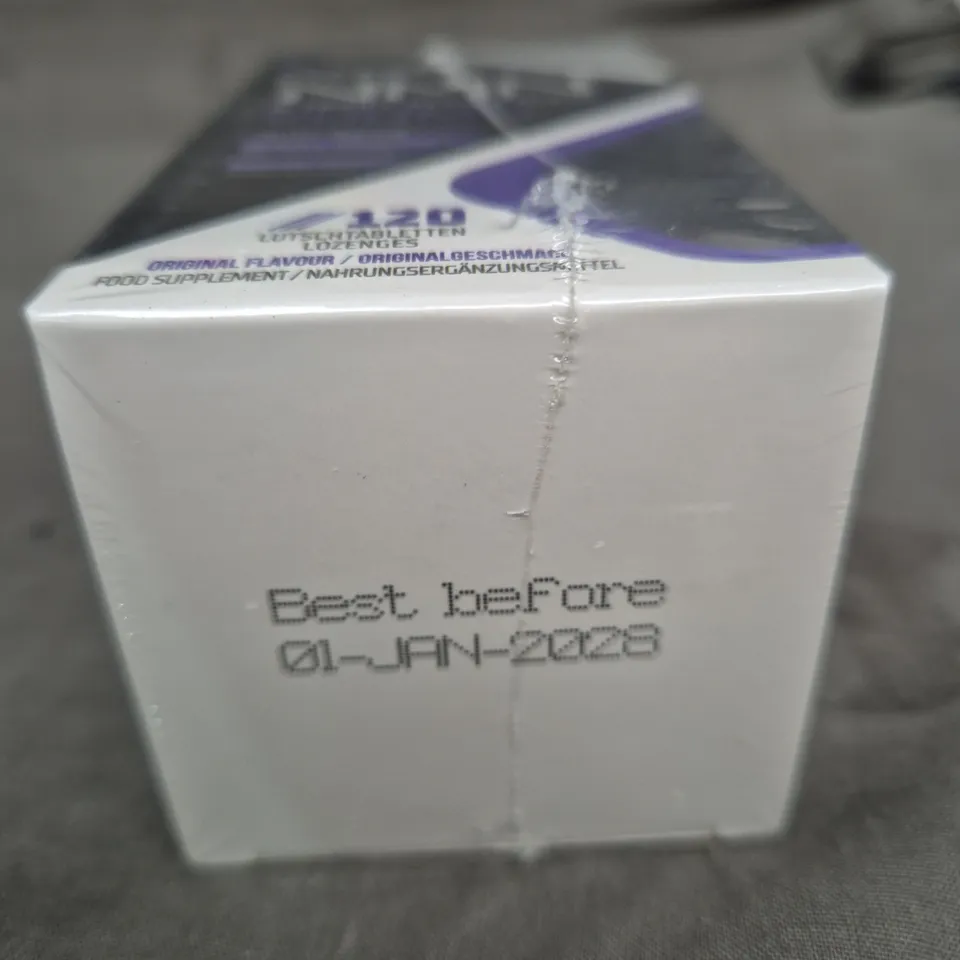 120
LUTSCHTABLETTEN
LOZENGES
ORIGINAL FLAVOUR / ORIGINALGESCHMACK
FOOD SUPPLEMENT / NAHRUNGSERGÄNZUNGSMITTEL
Best before
01-JAN-2028